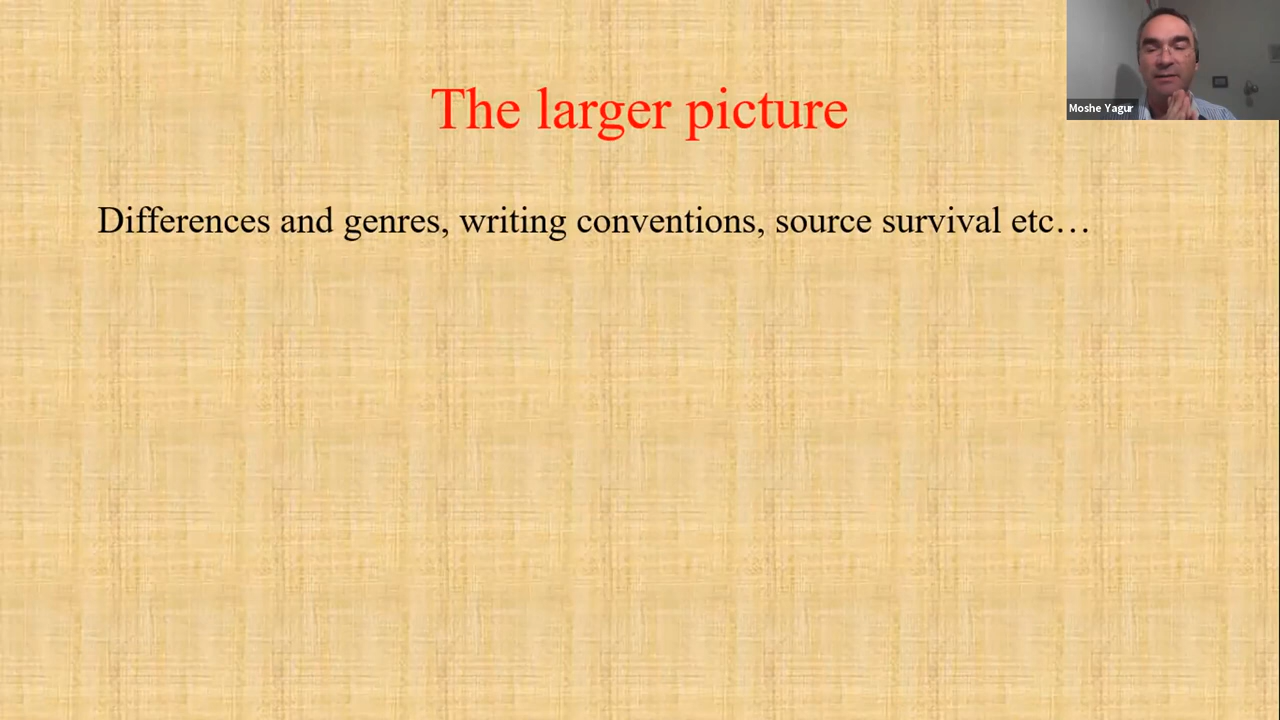 The larger picture
Moshe Yagur
Differences and genres, writing conventions, source survival etc…